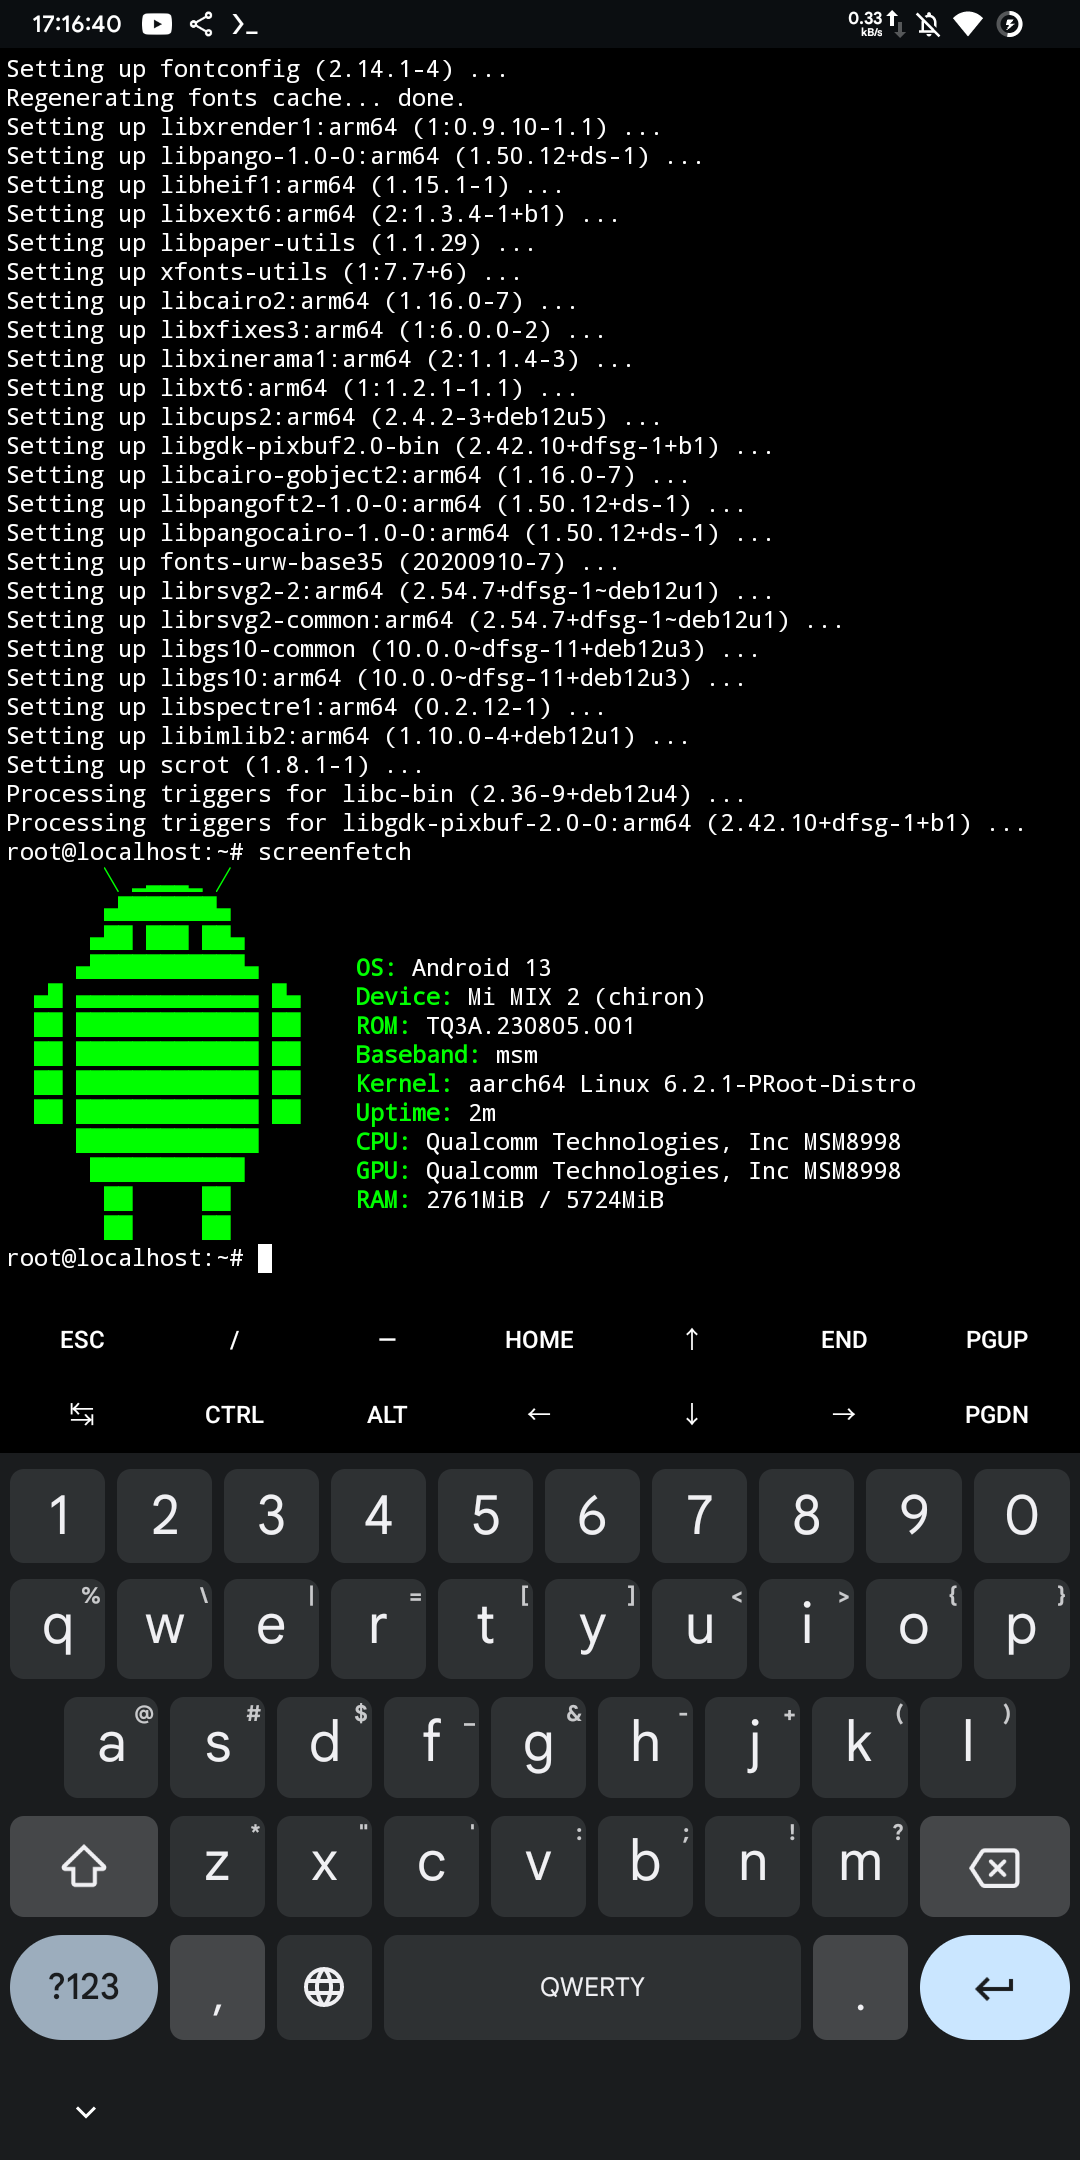 17:16:40
0.33
kB/s
Setting up fontconfig (2.14.1-4) ...
Regenerating fonts cache... done.
Setting up libxrender1:arm64 (1:0.9.10-1.1) ...
Setting up libpango-1.0-0:arm64 (1.50.12+ds-1) ...
Setting up libheif1:arm64 (1.15.1-1) ...
Setting up libxext6:arm64 (2:1.3.4-1+b1) ...
Setting up libpaper-utils (1.1.29) ...
Setting up xfonts-utils (1:7.7+6) ...
Setting up libcairo2:arm64 (1.16.0-7) ...
Setting up libxfixes3:arm64 (1:6.0.0-2) ...
Setting up libxinerama1:arm64 (2:1.1.4-3) ...
Setting up libxt6:arm64 (1:1.2.1-1.1) ...
Setting up libcups2:arm64 (2.4.2-3+deb12u5) ...
Setting up libgdk-pixbuf2.0-bin (2.42.10+dfsg-1+b1) ...
Setting up libcairo-gobject2:arm64 (1.16.0-7) ...
Setting up libpangoft2-1.0-0:arm64 (1.50.12+ds-1) ...
Setting up libpangocairo-1.0-0:arm64 (1.50.12+ds-1) ...
Setting up fonts-urw-base35 (20200910-7) ...
Setting up librsvg2-2:arm64 (2.54.7+dfsg-1~deb12u1) ...
Setting up librsvg2-common:arm64 (2.54.7+dfsg-1~deb12u1) ...
Setting up libgs10-common (10.0.0~dfsg-11+deb12u3) ...
Setting up libgs10:arm64 (10.0.0~dfsg-11+deb12u3) ...
Setting up libspectre1:arm64 (0.2.12-1) ...
Setting up libimlib2:arm64 (1.10.0-4+deb12u1) ...
Setting up scrot (1.8.1-1) ...
Processing triggers for libc-bin (2.36-9+deb12u4) ...
Processing triggers for libgdk-pixbuf-2.0-0:arm64 (2.42.10+dfsg-1+b1) ...
root@localhost:~# screenfetch
OS: Android 13
Device: Mi MIX 2 (chiron)
ROM: TQ3A.230805.001
Baseband: msm
Kernel: aarch64 Linux 6.2.1-PRoot-Distro
Uptime: 2m
CPU: Qualcomm Technologies, Inc MSM8998
GPU: Qualcomm Technologies, Inc MSM8998
RAM: 2761MiB / 5724MiB
root@localhost:~#
ESC / — HOME ↑ END PGUP
CTRL ALT ← ↓ → PGDN
1 2 3 4 5 6 7 8 9 0
% \ | = [ ] < > { }
q w e r t y u i o p
@ # $ _ & - + ( )
a s d f g h j k l
* " ' : ; ! ?
z x c v b n m
?123 , QWERTY .